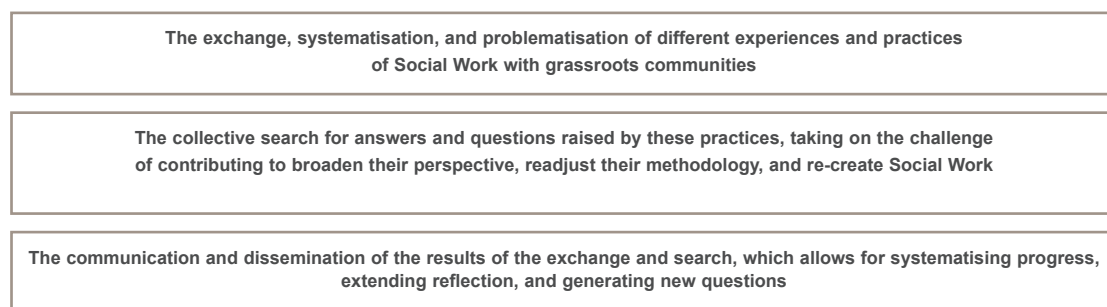 The exchange, systematisation, and problematisation of different experiences and practices
of Social Work with grassroots communities
The collective search for answers and questions raised by these practices, taking on the challenge
of contributing to broaden their perspective, readjust their methodology, and re-create Social Work
The communication and dissemination of the results of the exchange and search, which allows for systematising progress,
extending reflection, and generating new questions